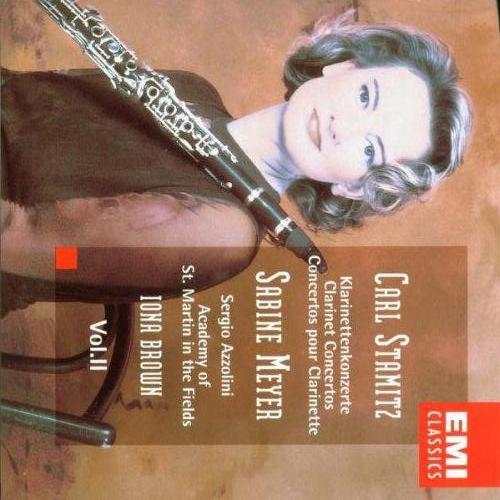 EMI
CLASSICS
CARL STAMITZ
Klarinettenkonzerte
Clarinet Concertos
Concertos pour Clarinette
SABINE MEYER
Sergio Azzolini
Academy of
St. Martin in the Fields
IONA BROWN
Vol.II